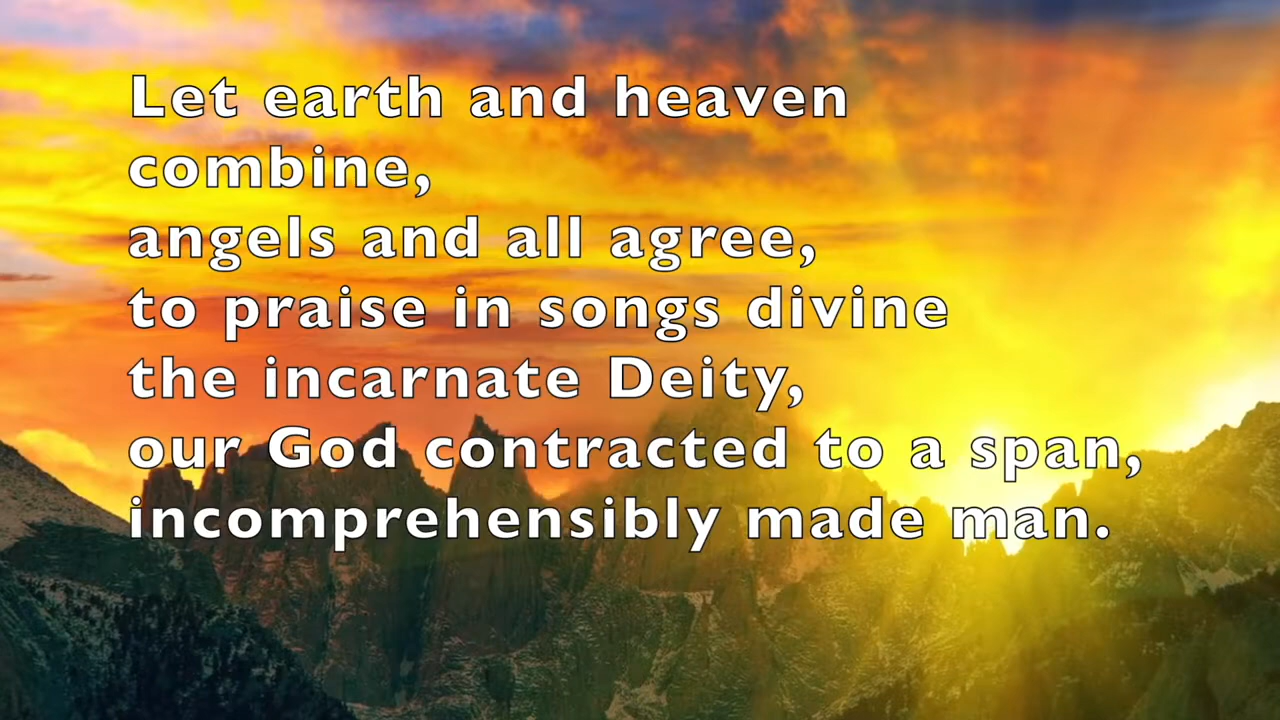 Let earth and heaven
combine,
angels and all agree,
to praise in songs divine
the incarnate Deity,
our God contracted to a span,
incomprehensibly made man.